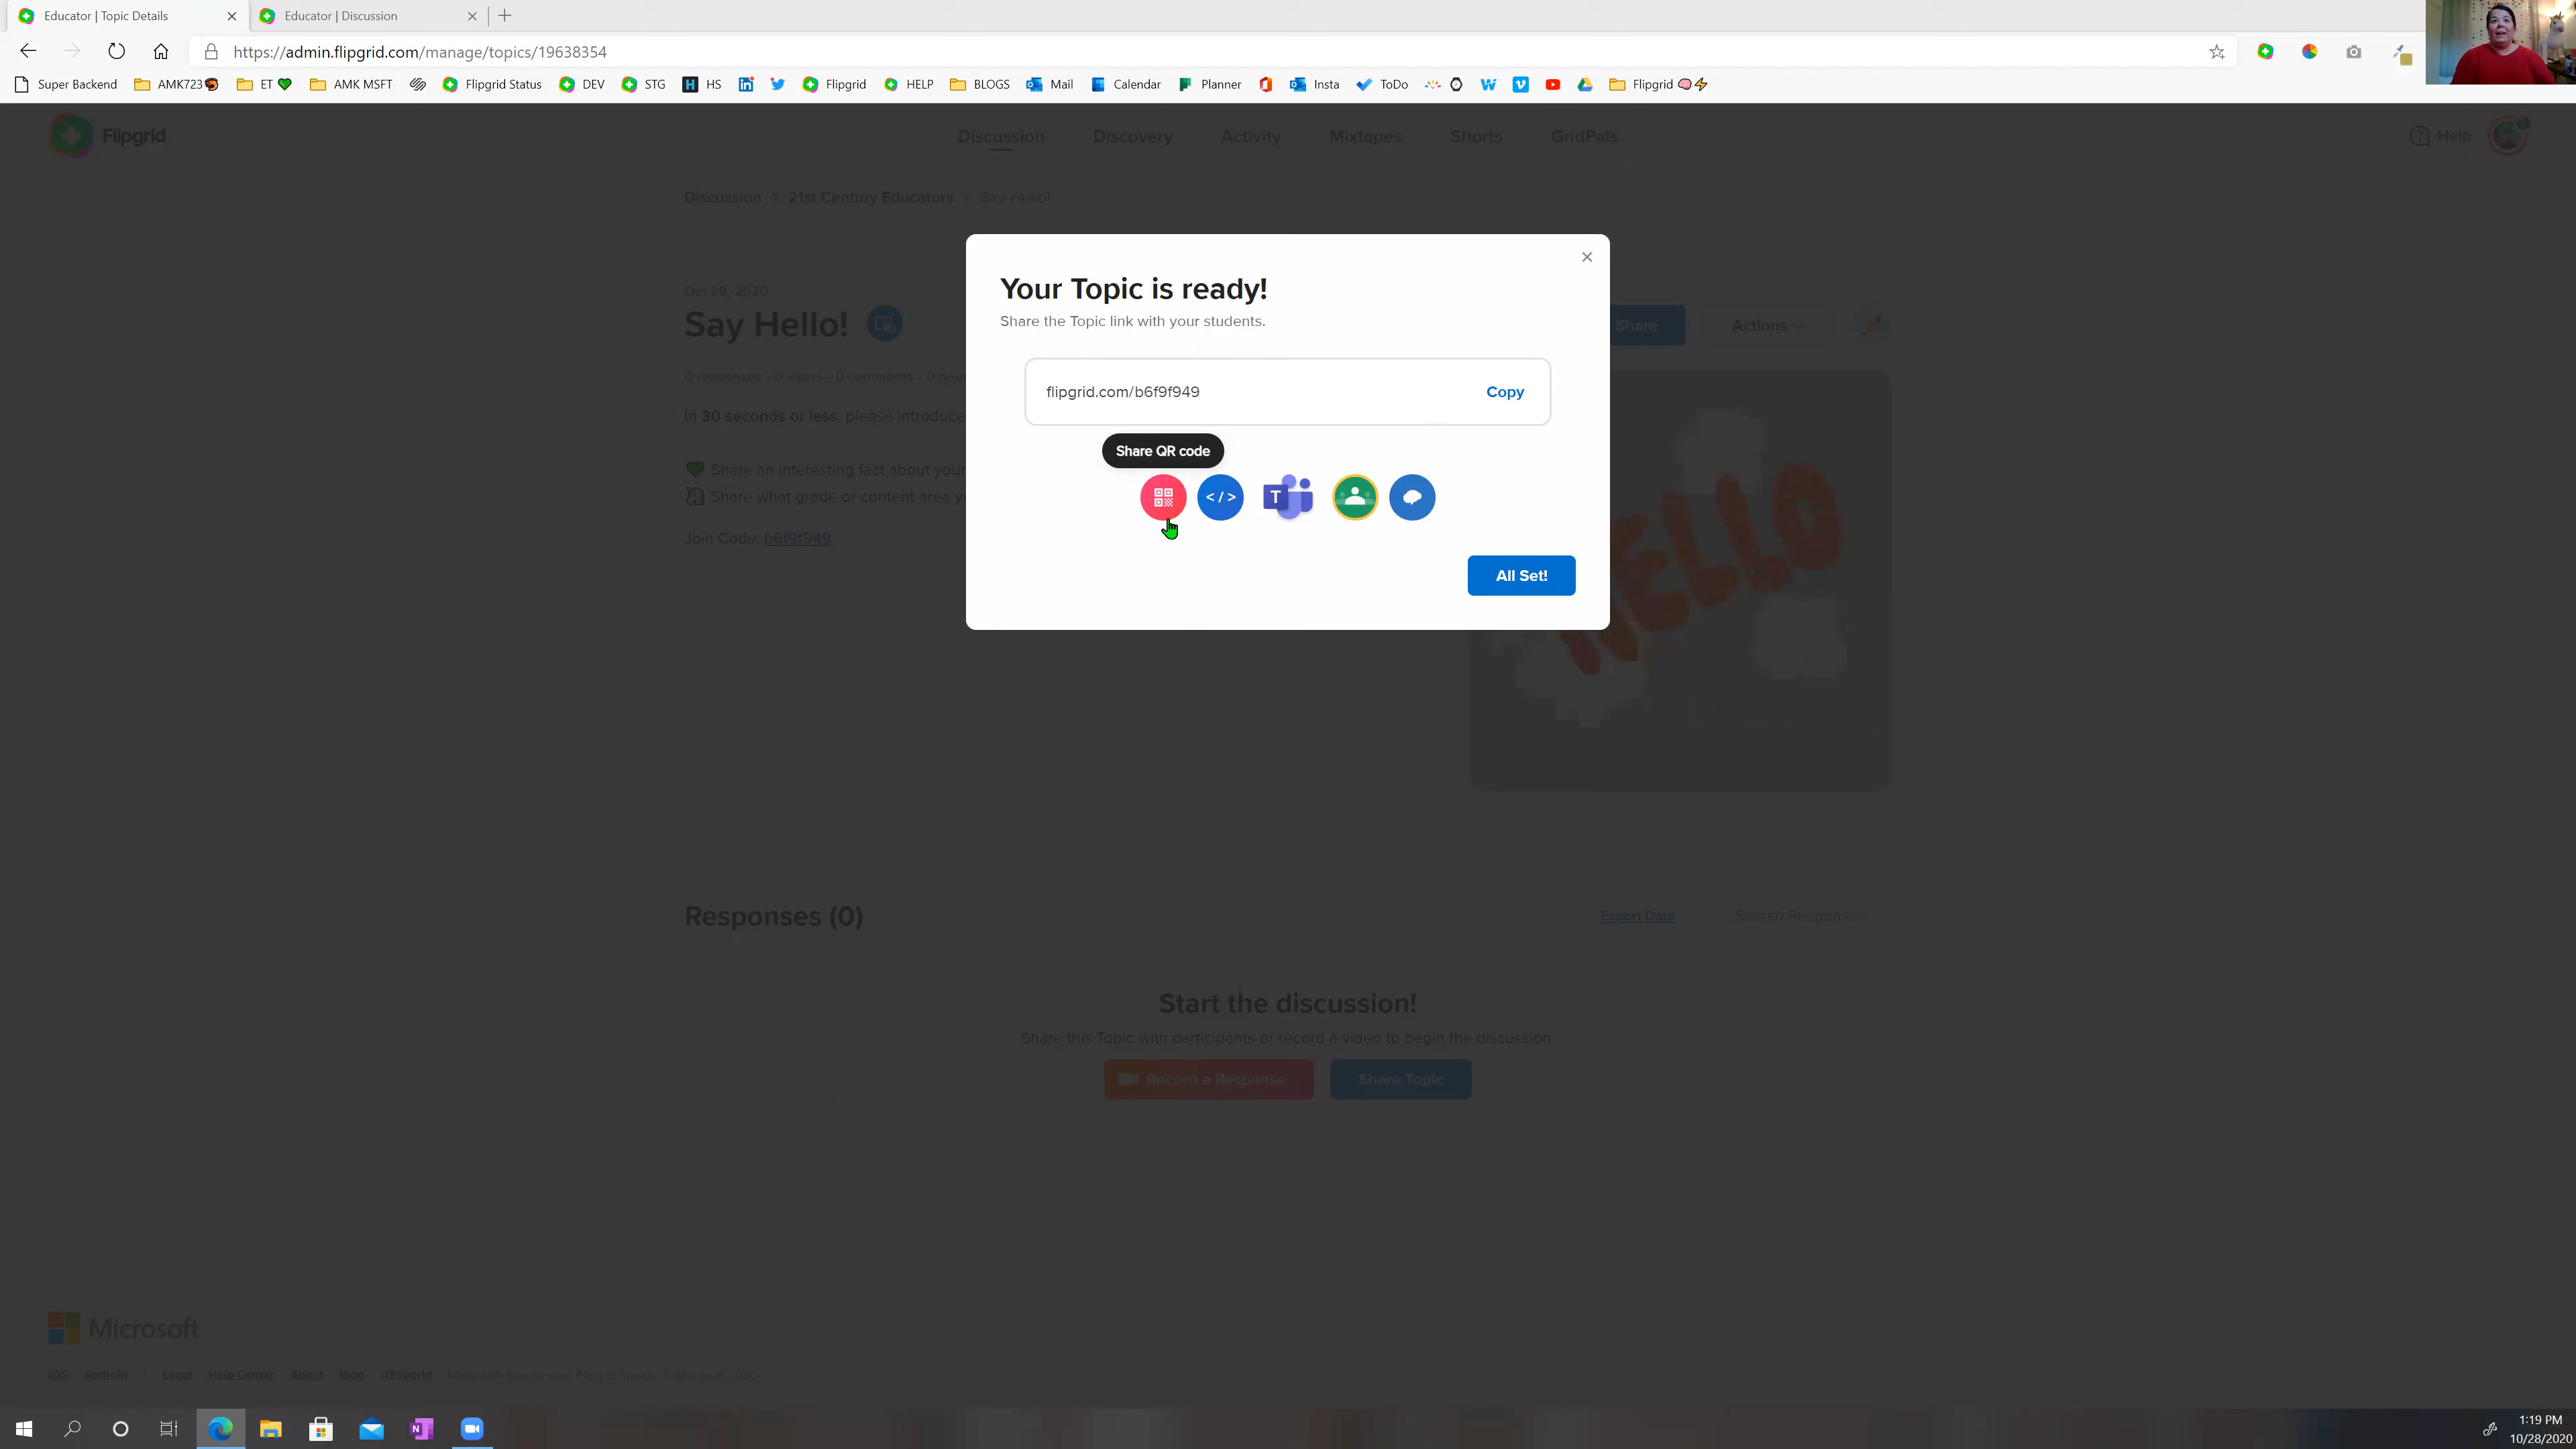 Educator | Topic Details
Educator | Discussion
https://admin.flipgrid.com/manage/topics/19638354
Super Backend AMK723 ET💚 AMK MSFT Flipgrid Status DEV STG HS Flipgrid HELP BLOGS Mail Calendar Planner Insta ToDo Flipgrid 🧠⚡
Flipgrid
Discussion Discovery Activity Mixtapes Shorts GridPals
Help
Discussion > 21st Century Educators > Say Hello!
Oct 28, 2020
Say Hello!
Share
Actions
0 responses • 0 views • 0 comments • 0 hour
In 30 seconds or less, please introduce
💚 Share an interesting fact about your
Share what grade or content area y
Join Code: b6f9f949
HELLO
Your Topic is ready!
Share the Topic link with your students.
flipgrid.com/b6f9f949
Copy
Share QR code
</>
T
All Set!
Responses (0)
Export Data
Search Responses
Start the discussion!
Share this Topic with participants or record a video to begin the discussion.
Record a Response
Share Topic
Microsoft
iOS Android | Legal Help Center About Blog #Flipgrid
© Microsoft 2020
1:19 PM
10/28/2020